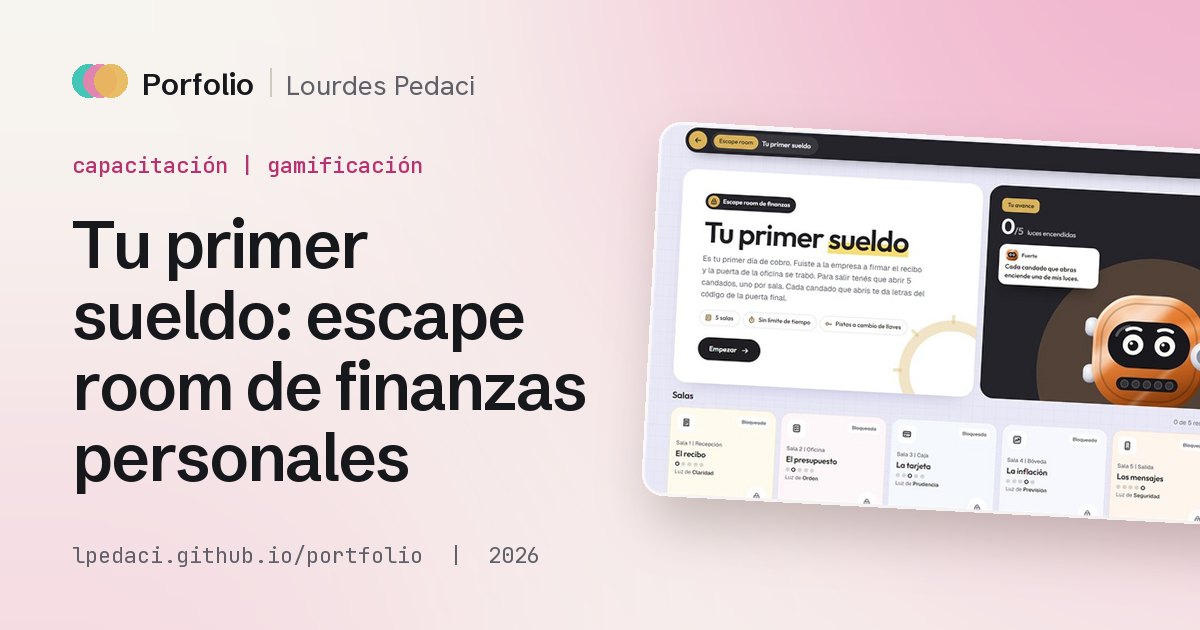 Porfolio | Lourdes Pedaci
capacitación | gamificación
Tu primer
sueldo: escape
room de finanzas
personales
lpedaci.github.io/portfolio | 2026
Escape room
Tu primer sueldo
Escape room de finanzas
Tu primer sueldo
Es tu primer día de cobro. Fuiste a la empresa a firmar el recibo
y la puerta de la oficina se trabó. Para salir tenés que abrir 5
candados, uno por sala. Cada candado que abrís te da letras del
código de la puerta final.
5 salas
Sin límite de tiempo
Pistas a cambio de llaves
Empezar →
Tu avance
0/5 luces encendidas
Fuerte
Cada candado que abras
enciende una de mis luces.
Salas
0 de 5
Bloqueada
Sala 1 | Recepción
El recibo
Luz de Claridad
Bloqueada
Sala 2 | Oficina
El presupuesto
Luz de Orden
Bloqueada
Sala 3 | Caja
La tarjeta
Luz de Prudencia
Bloqueada
Sala 4 | Bóveda
La inflación
Luz de Previsión
Sala 5 | Salida
Los mensajes
Luz de Seguridad